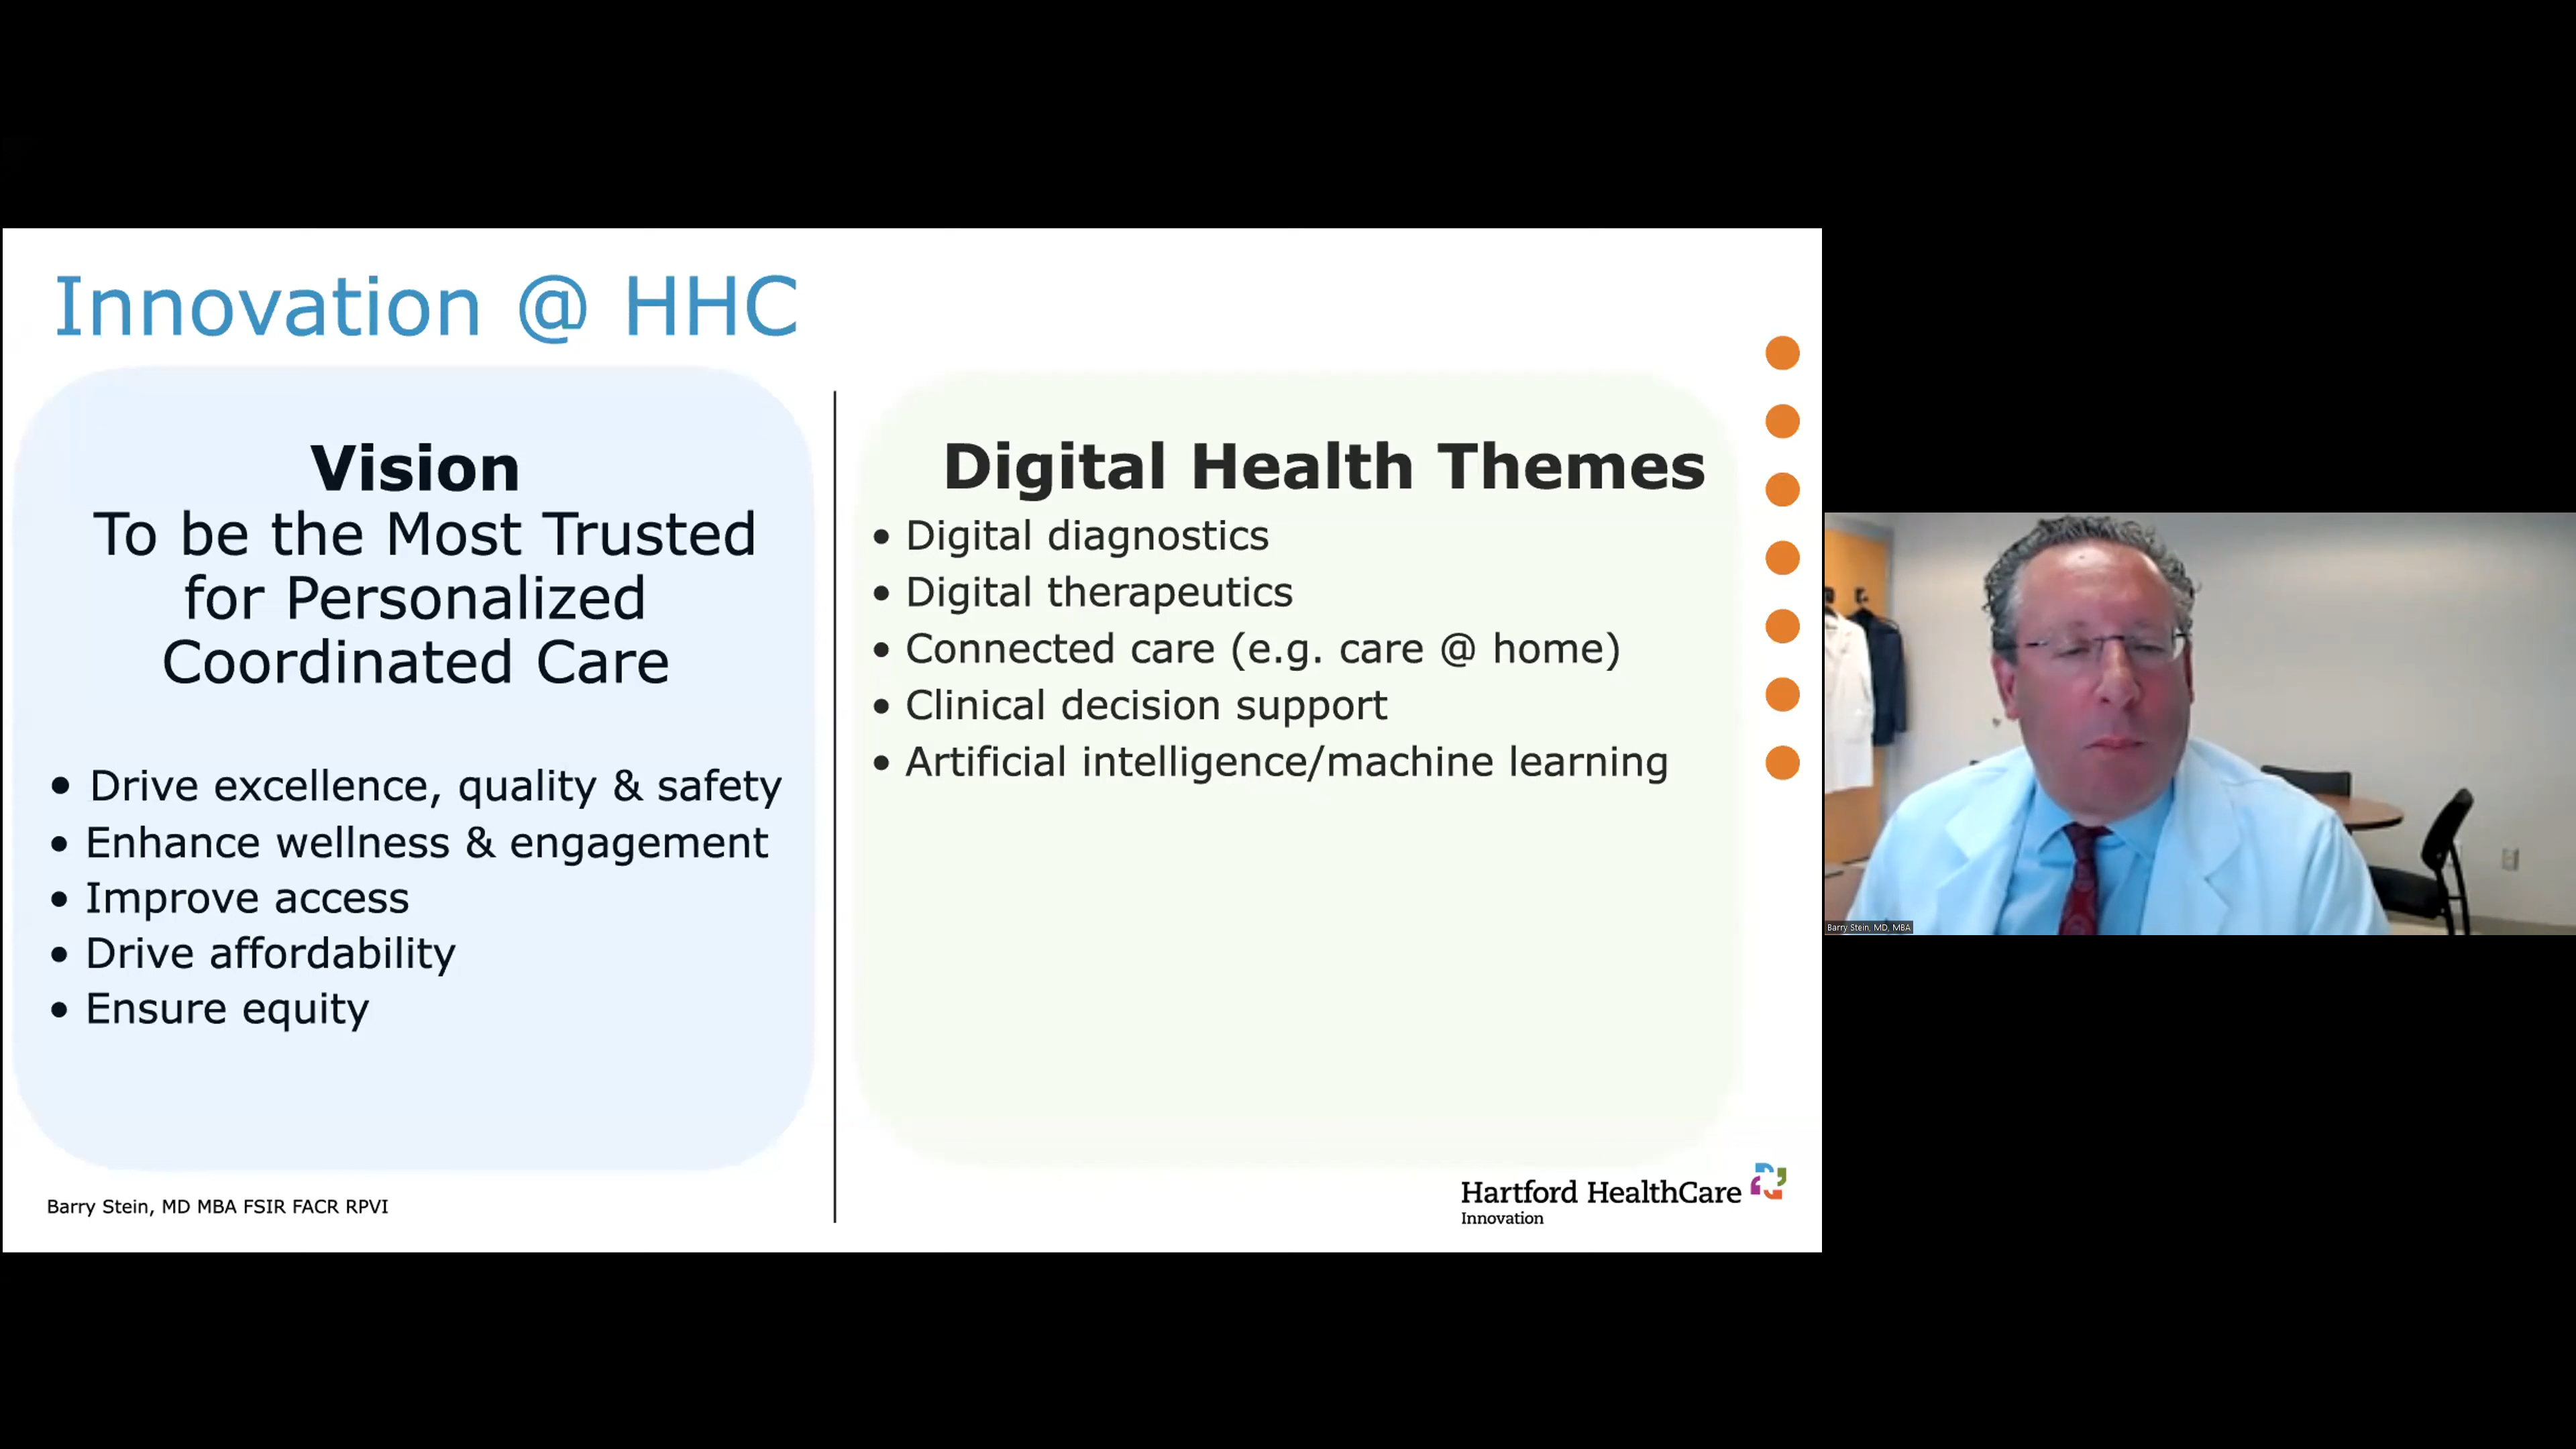 Innovation @ HHC
Vision
To be the Most Trusted
for Personalized
Coordinated Care
• Drive excellence, quality & safety
• Enhance wellness & engagement
• Improve access
• Drive affordability
• Ensure equity
Digital Health Themes
• Digital diagnostics
• Digital therapeutics
• Connected care (e.g. care @ home)
• Clinical decision support
• Artificial intelligence/machine learning
Barry Stein, MD MBA FSIR FACR RPVI
Hartford HealthCare
Innovation
Barry Stein, MD, MBA